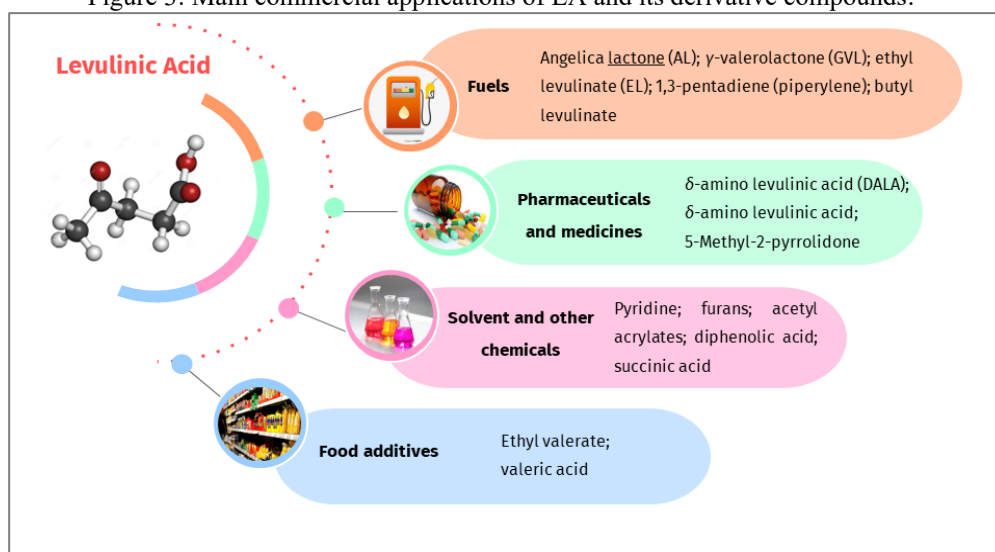 Figure 3: Main commercial applications of LA and its derivative compounds.
Levulinic Acid
Fuels
Angelica lactone (AL); γ-valerolactone (GVL); ethyl
levulinate (EL); 1,3-pentadiene (piperylene); butyl
levulinate
Pharmaceuticals
and medicines
δ-amino levulinic acid (DALA);
δ-amino levulinic acid;
5-Methyl-2-pyrrolidone
Solvent and other
chemicals
Pyridine; furans; acetyl
acrylates; diphenolic acid;
succinic acid
Food additives
Ethyl valerate;
valeric acid